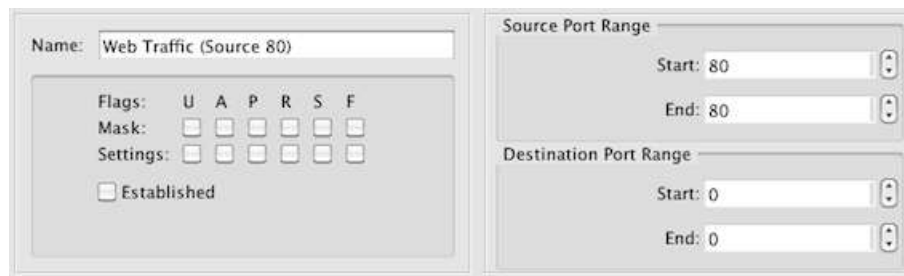 Name: Web Traffic (Source 80)
Flags: U A P R S F
Mask:
Settings:
Established
Source Port Range
Start: 80
End: 80
Destination Port Range
Start: 0
End: 0